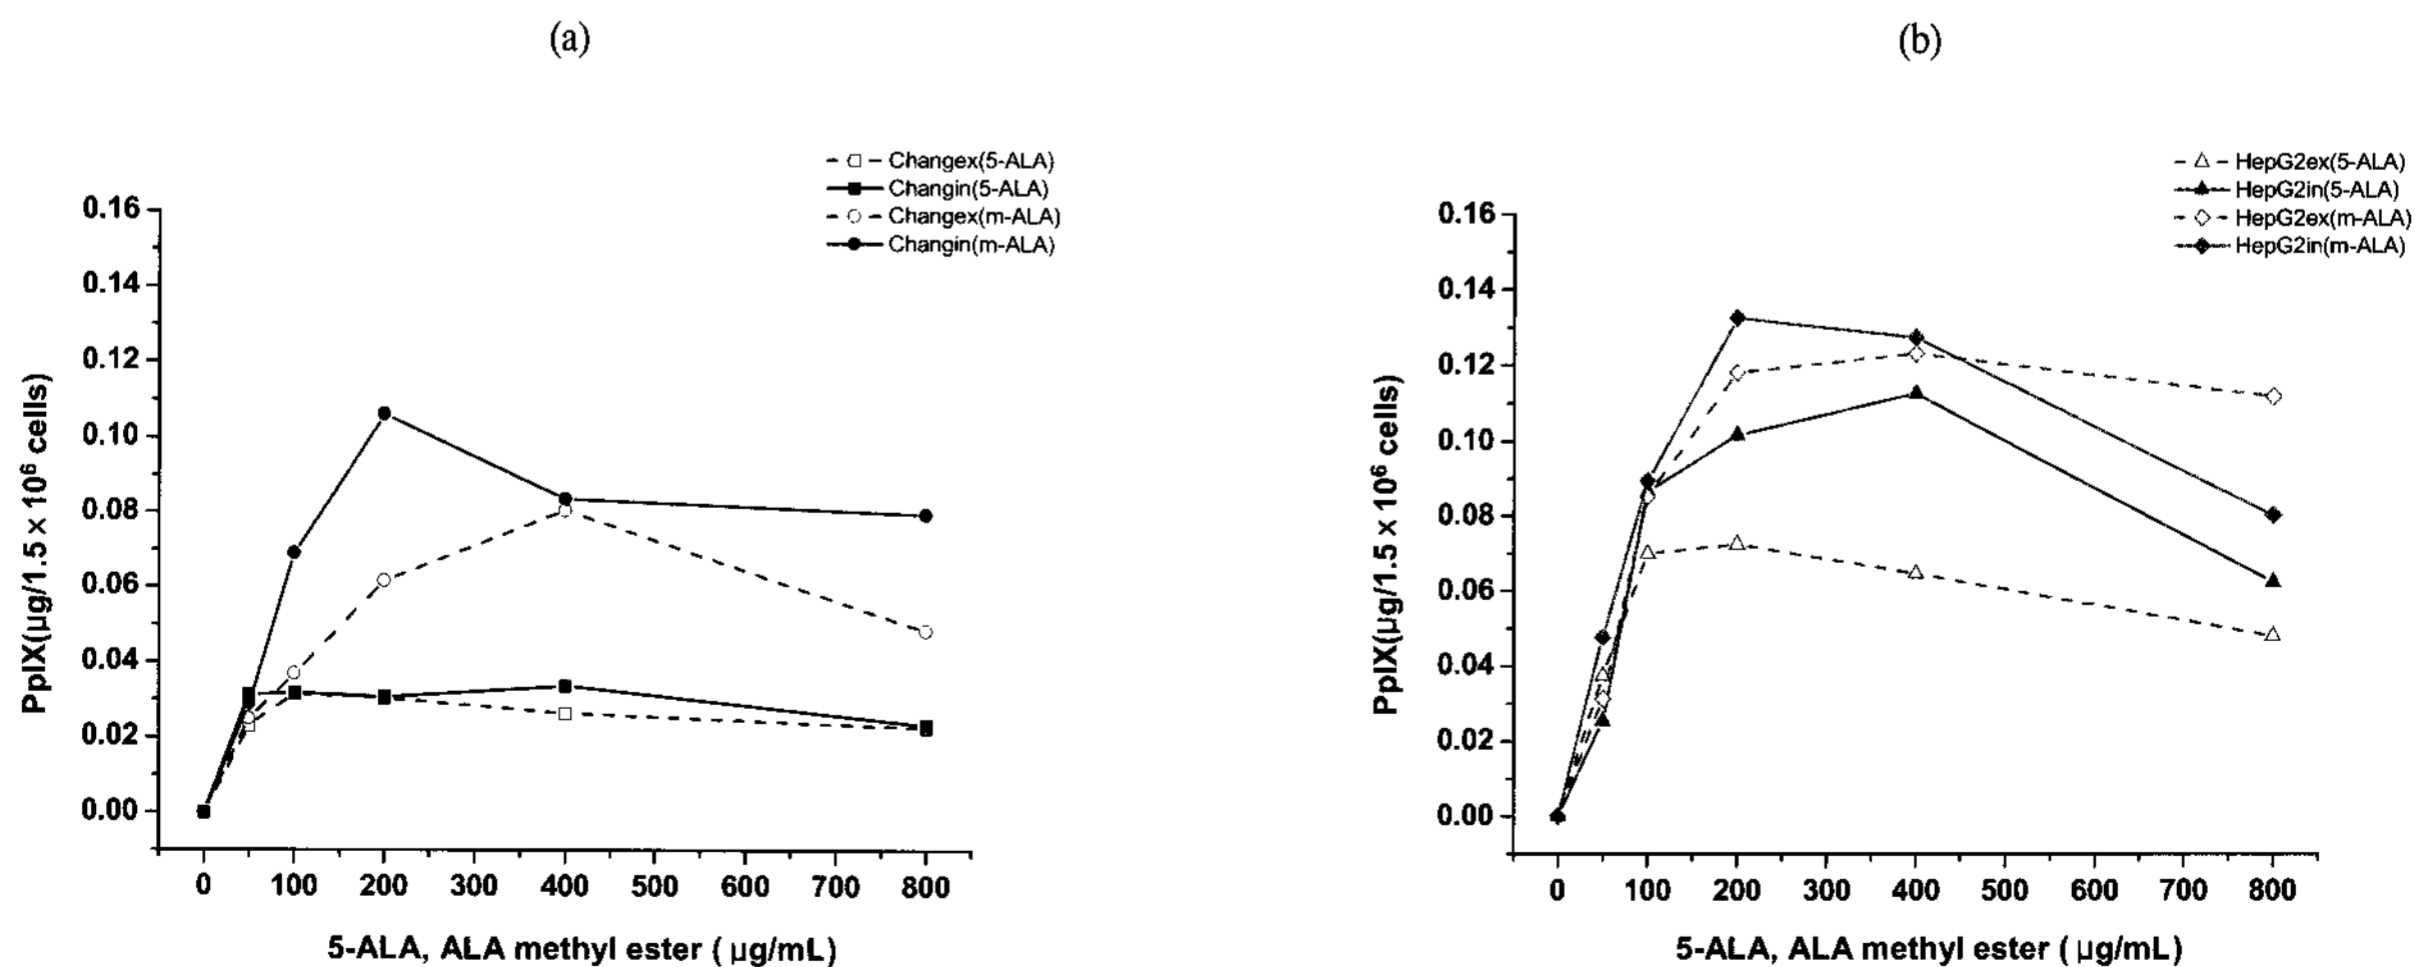 (a)
Changex(5-ALA)
Changin(5-ALA)
Changex(m-ALA)
Changin(m-ALA)
0.16
0.14
0.12
0.10
0.08
0.06
0.04
0.02
0.00
PpIX(μg/1.5 × 10⁶ cells)
0 100 200 300 400 500 600 700 800
5-ALA, ALA methyl ester ( μg/mL)
(b)
HepG2ex(5-ALA)
HepG2in(5-ALA)
HepG2ex(m-ALA)
HepG2in(m-ALA)
0.16
0.14
0.12
0.10
0.08
0.06
0.04
0.02
0.00
PpIX(μg/1.5 × 10⁶ cells)
0 100 200 300 400 500 600 700 800
5-ALA, ALA methyl ester ( μg/mL)